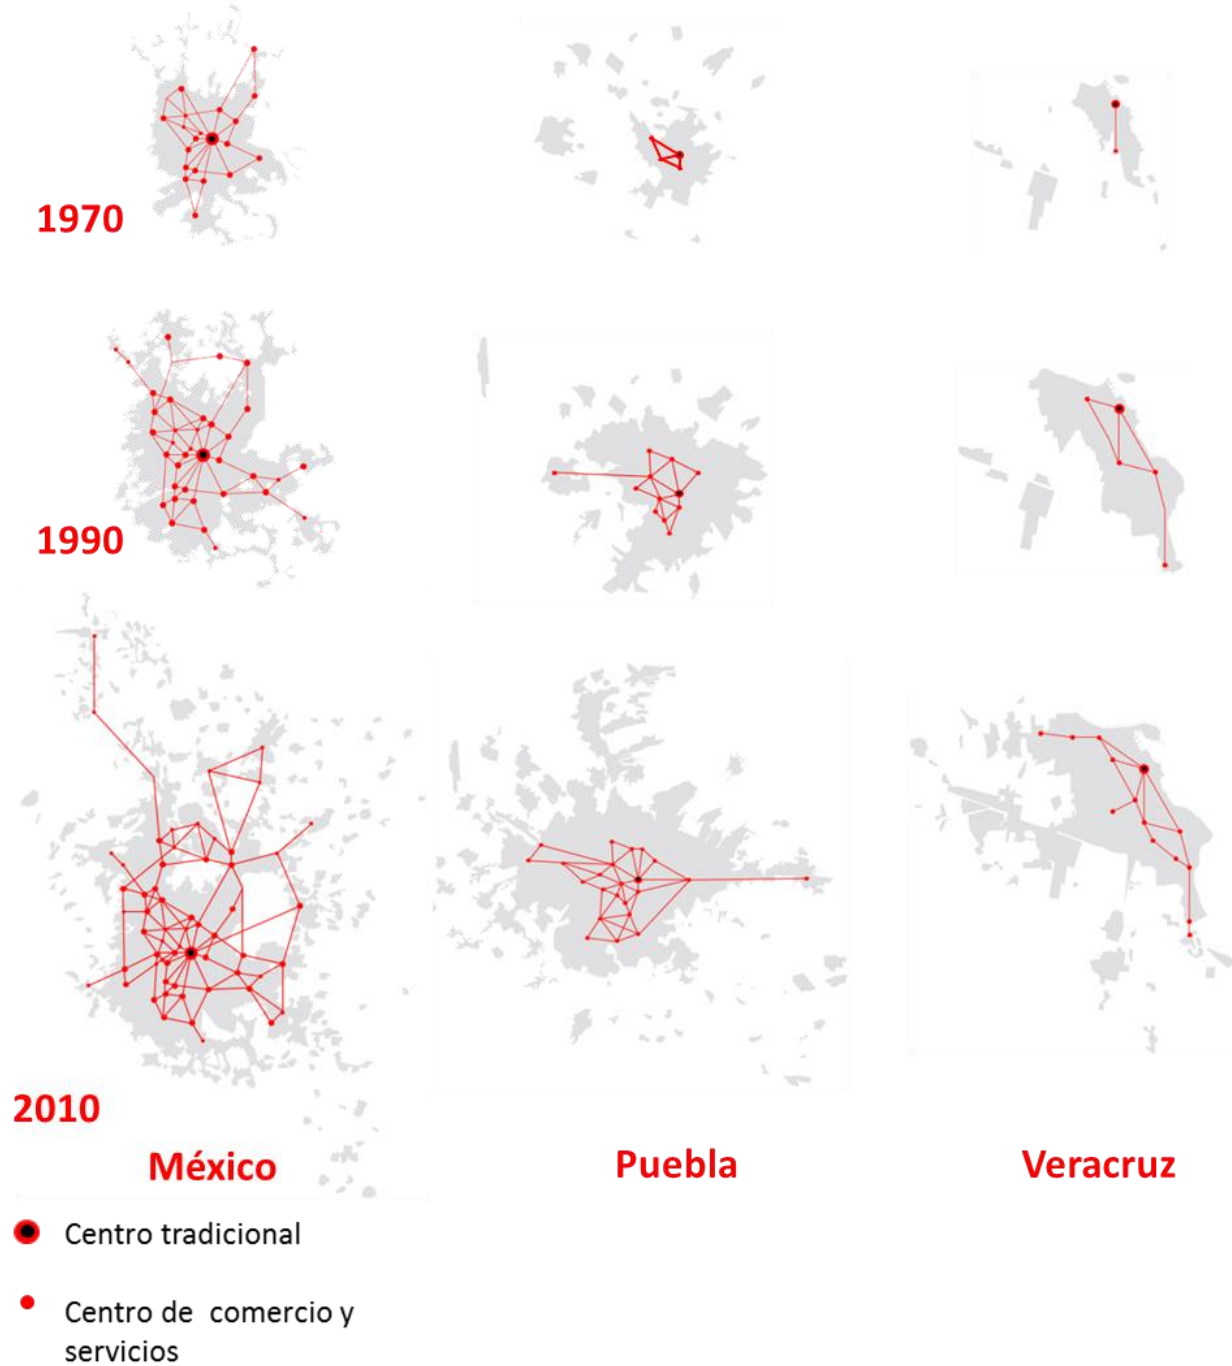 1970
1990
2010
México
Puebla
Veracruz
Centro tradicional
Centro de comercio y
servicios